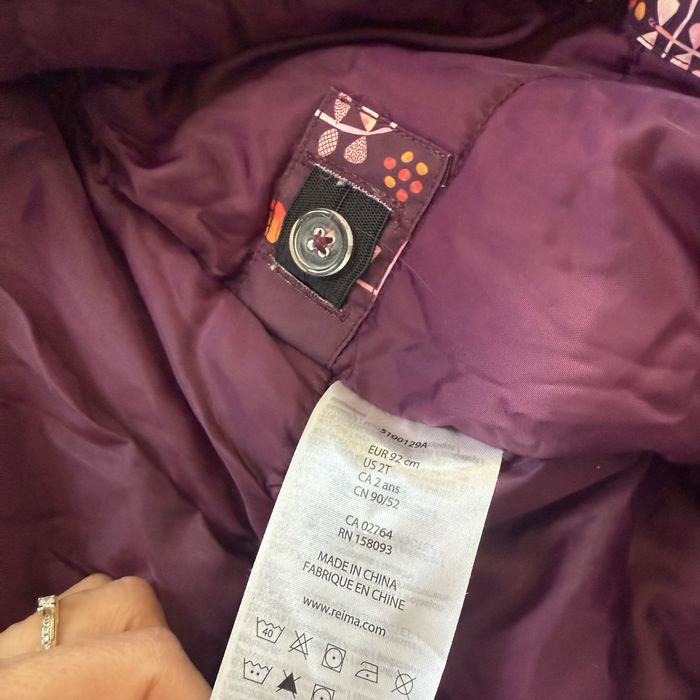 5100129A
EUR 92 cm
US 2T
CA 2 ans
CN 90/52
CA 02764
RN 158093
MADE IN CHINA
FABRIQUE EN CHINE
www.reima.com
40